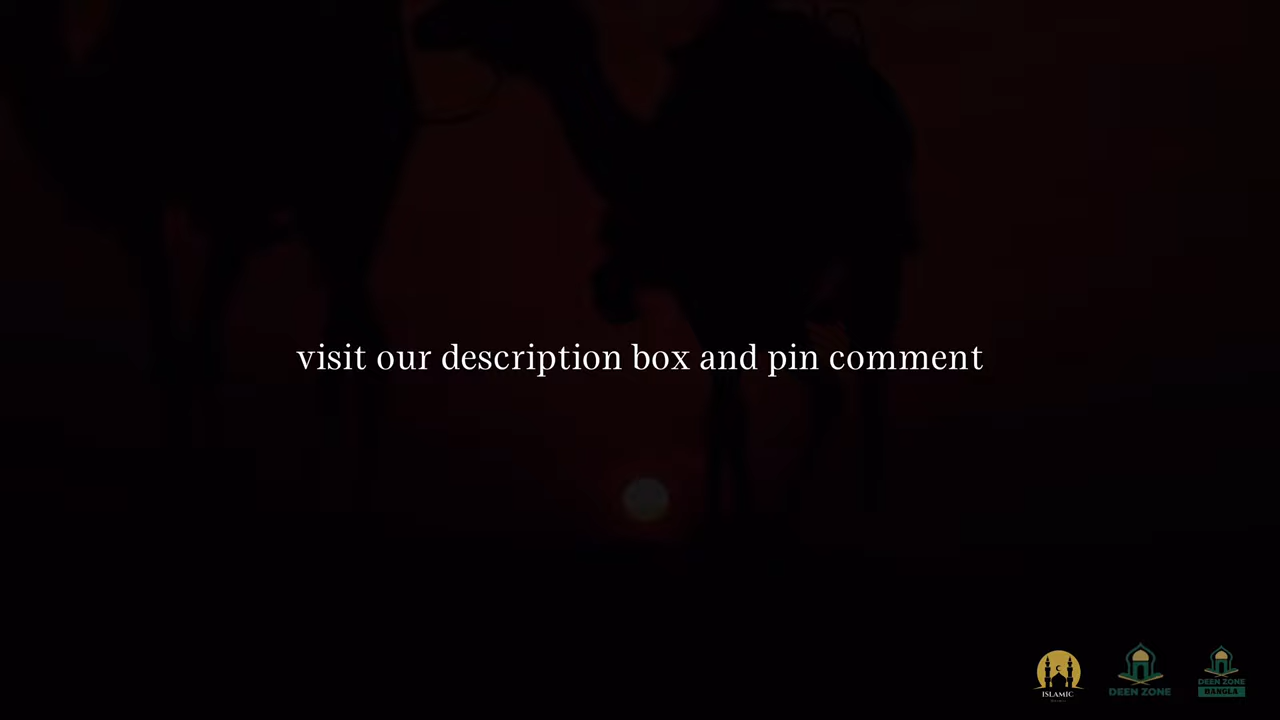 visit our description box and pin comment
ISLAMIC
DEEN ZONE
DEEN ZONE
BANGLA